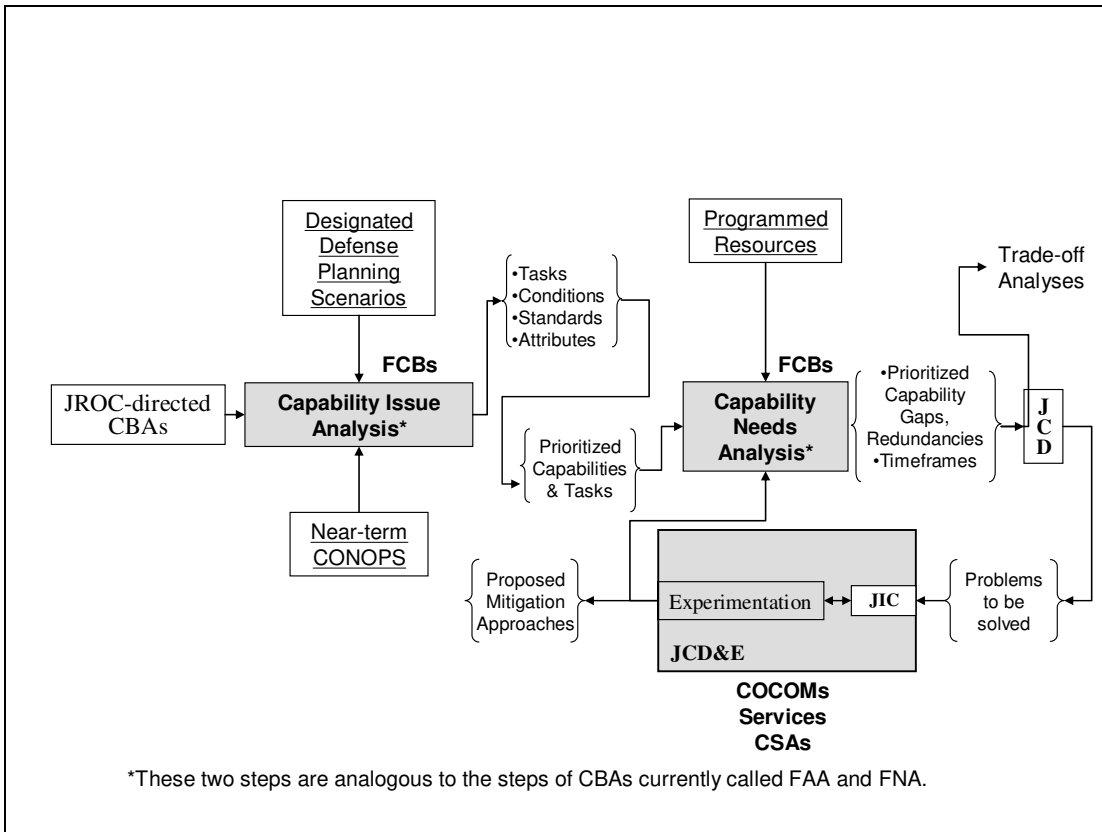 Designated
Defense
Planning
Scenarios
Programmed
Resources
•Tasks
•Conditions
•Standards
•Attributes
Trade-off
Analyses
FCBs
FCBs
JROC-directed
CBAs
Capability Issue
Analysis*
Capability
Needs
Analysis*
•Prioritized
Capability
Gaps,
Redundancies
•Timeframes
J
C
D
Prioritized
Capabilities
& Tasks
Near-term
CONOPS
Proposed
Mitigation
Approaches
Experimentation
JIC
Problems
to be
solved
JCD&E
COCOMs
Services
CSAs
*These two steps are analogous to the steps of CBAs currently called FAA and FNA.